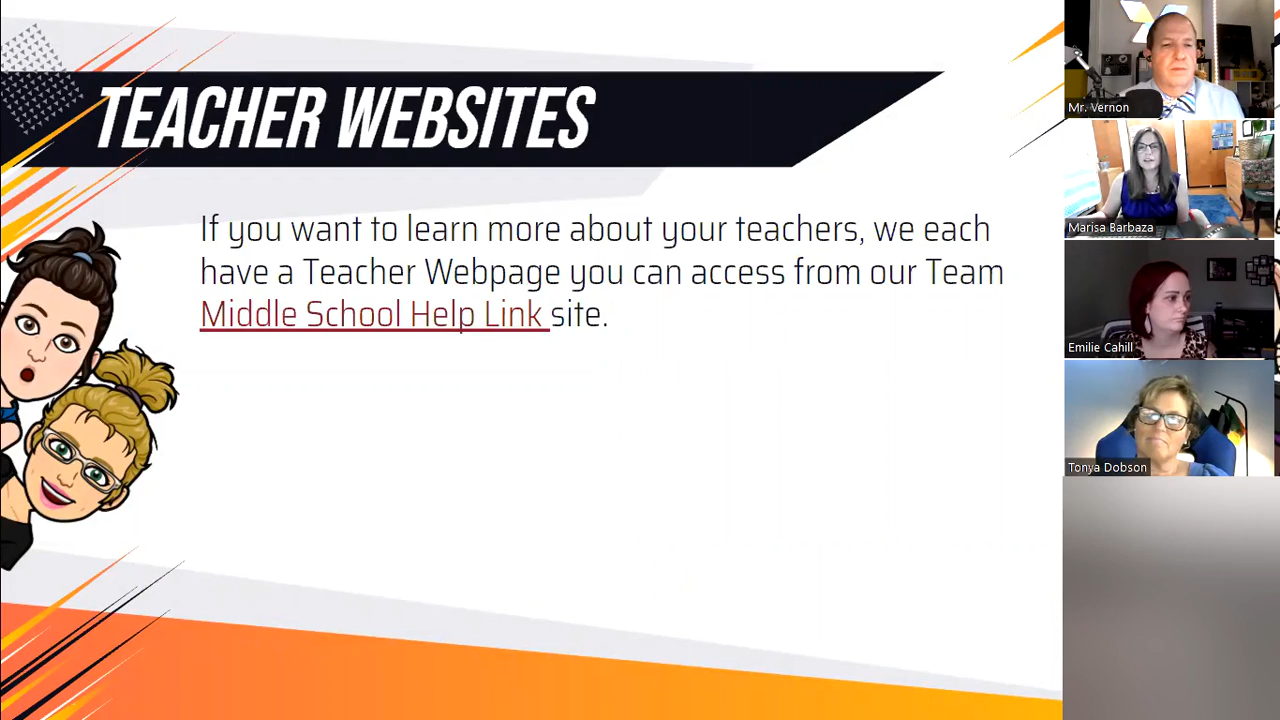 TEACHER WEBSITES
If you want to learn more about your teachers, we each
have a Teacher Webpage you can access from our Team
Middle School Help Link site.
Mr. Vernon
Marisa Barbaza
Emilie Cahill
Tonya Dobson